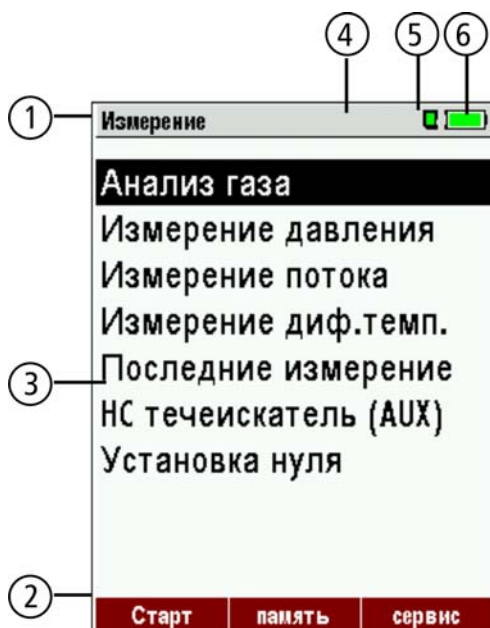 4 5 6
1 Измерение
Анализ газа
Измерение давления
Измерение потока
Измерение диф.темп.
3 Последние измерение
НС течеискатель (AUX)
Установка нуля
2 Старт память сервис